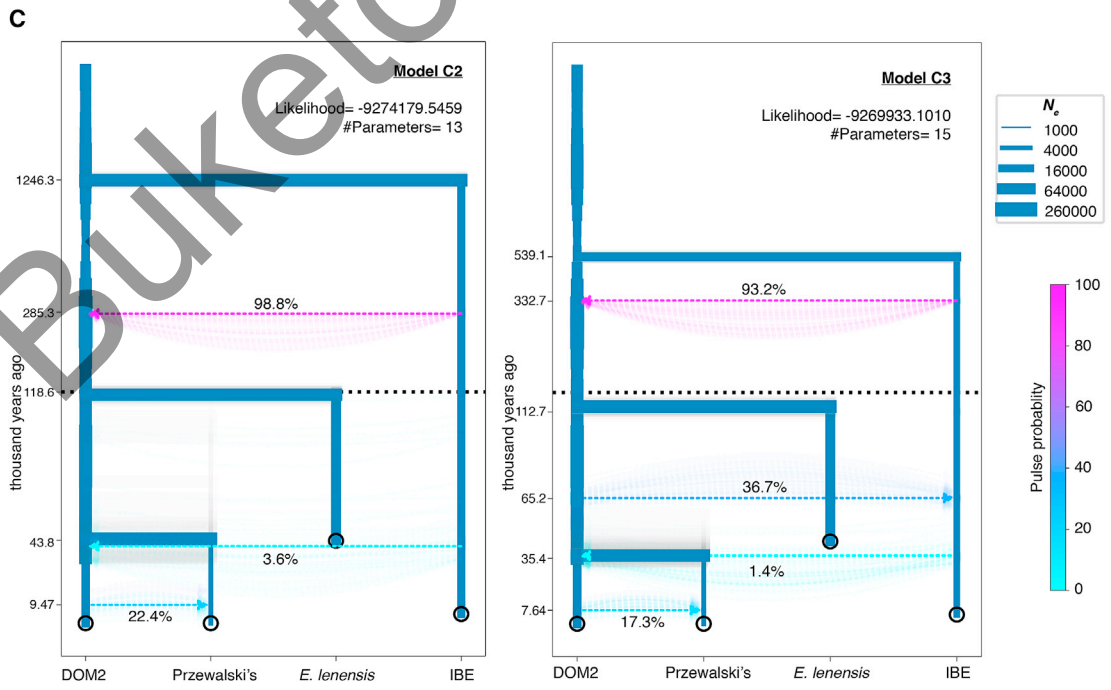 C
Buketo
Model C2
Likelihood= -9274179.5459
#Parameters= 13
1246.3
285.3
118.6
43.8
9.47
thousand years ago
98.8%
3.6%
22.4%
DOM2
Przewalski's
E. lenensis
IBE
Model C3
Likelihood= -9269933.1010
#Parameters= 15
539.1
332.7
112.7
65.2
35.4
7.64
thousand years ago
93.2%
36.7%
1.4%
17.3%
DOM2
Przewalski's
E. lenensis
IBE
Ne
1000
4000
16000
64000
260000
100
80
60
40
20
0
Pulse probablity